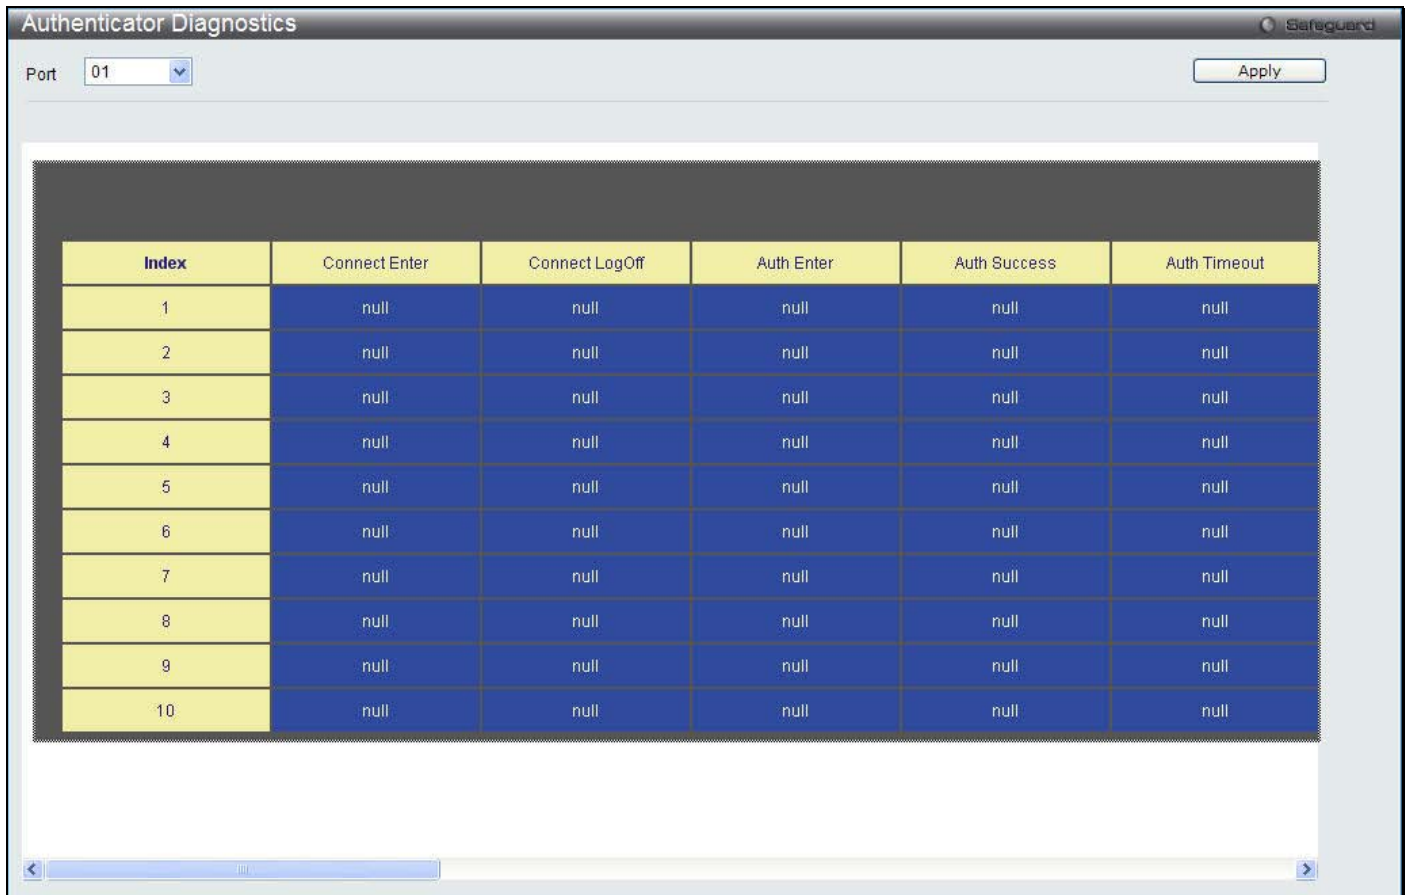 Authenticator Diagnostics
Safeguard
Port 01 Apply
Index Connect Enter Connect LogOff Auth Enter Auth Success Auth Timeout
1 null null null null null
2 null null null null null
3 null null null null null
4 null null null null null
5 null null null null null
6 null null null null null
7 null null null null null
8 null null null null null
9 null null null null null
10 null null null null null